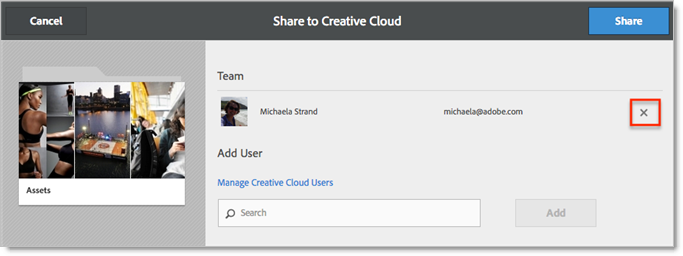 Cancel
Share to Creative Cloud
Share
Team
Michaela Strand
michaela@adobe.com
Assets
Add User
Manage Creative Cloud Users
Search
Add